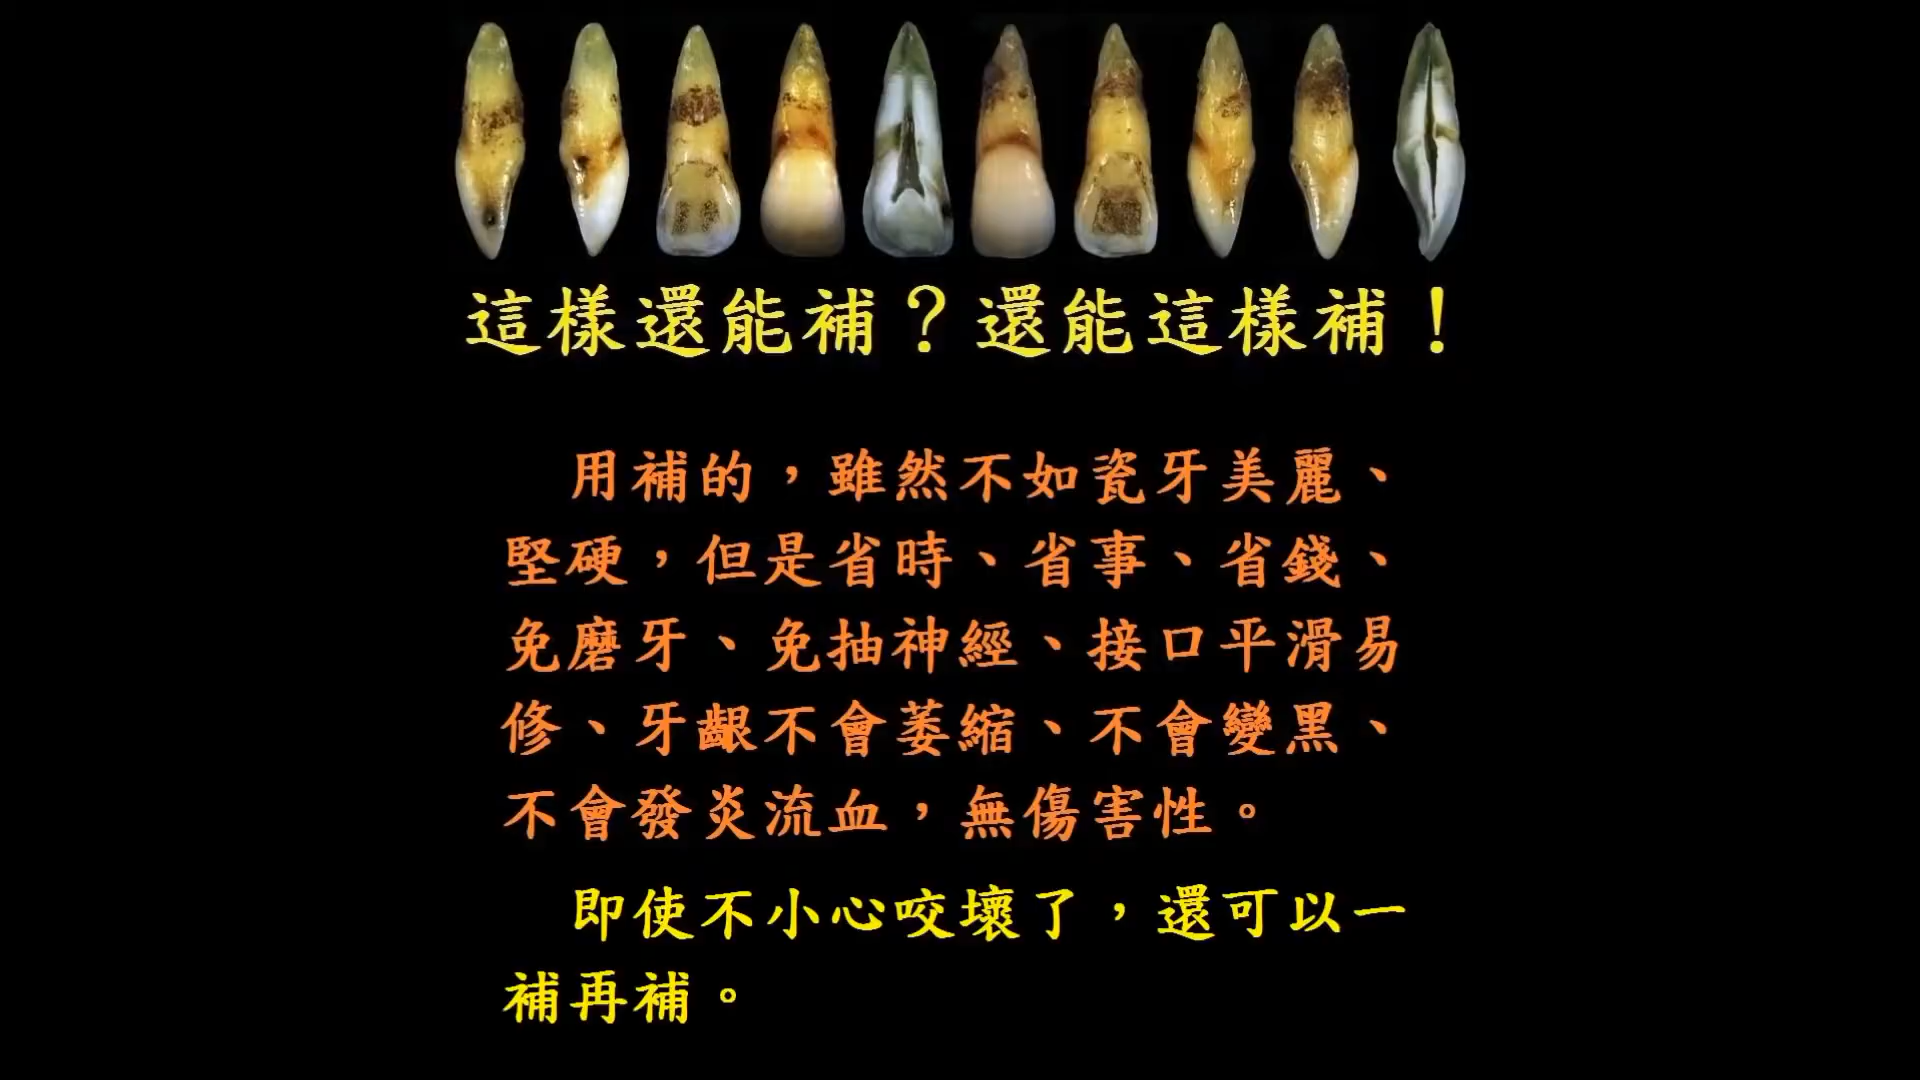 這樣還能補？還能這樣補！
用補的，雖然不如瓷牙美麗、
堅硬，但是省時、省事、省錢、
免磨牙、免抽神經、接口平滑易
修、牙齦不會萎縮、不會變黑、
不會發炎流血，無傷害性。
即使不小心咬壞了，還可以一
補再補。